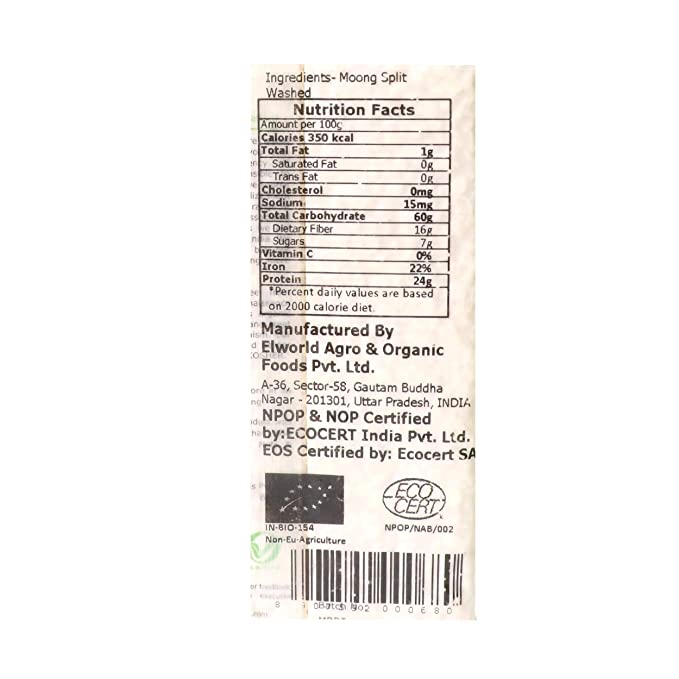 Ingredients- Moong Split
Washed
Nutrition Facts
Amount per 100g
Calories 350 kcal
Total Fat 1g
Saturated Fat 0g
Trans Fat 0g
Cholesterol 0mg
Sodium 15mg
Total Carbohydrate 60g
Dietary Fiber 16g
Sugars 7g
Vitamin C 0%
Iron 22%
Protein 24g
*Percent daily values are based
on 2000 calorie diet.
Manufactured By
Elworld Agro & Organic
Foods Pvt. Ltd.
A-36, Sector-58, Gautam Buddha
Nagar - 201301, Uttar Pradesh, INDIA
NPOP & NOP Certified
by:ECOCERT India Pvt. Ltd.
EOS Certified by: Ecocert SA
ECO
CERT
IN-BIO-154
NPOP/NAB/002
Non-Eu-Agriculture
Batch No